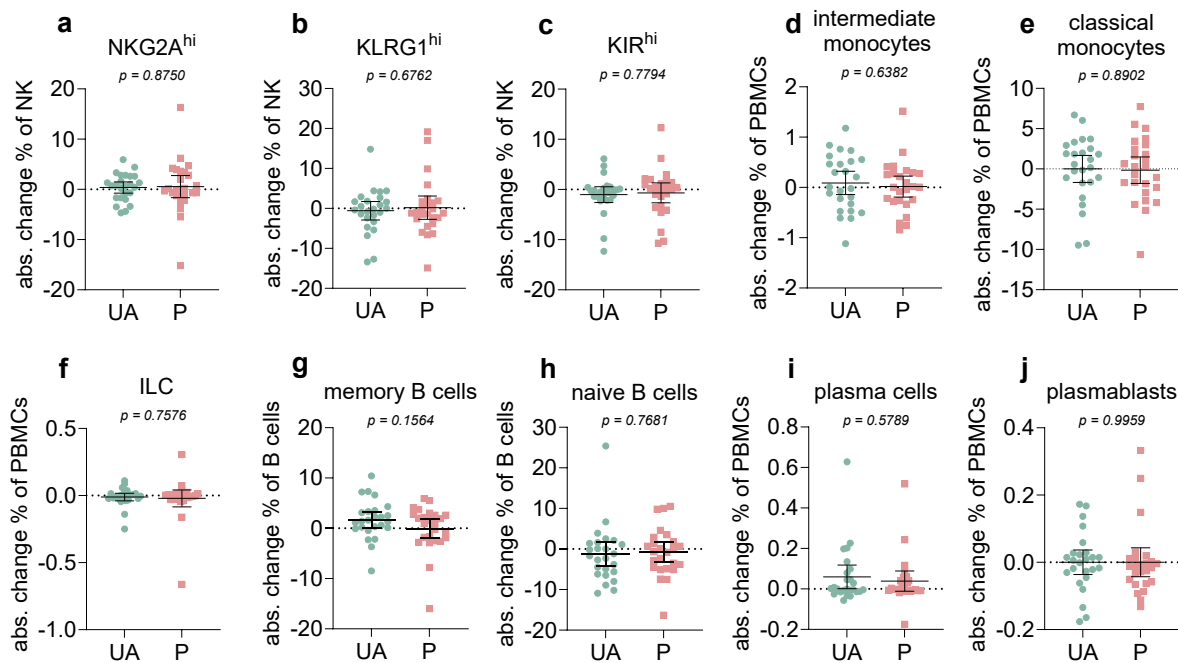 a
NKG2A^hi
p = 0.8750
abs. change % of NK
20
10
0
-10
-20
UA
P
b
KLRG1^hi
p = 0.6762
abs. change % of NK
30
20
10
0
-10
-20
UA
P
c
KIR^hi
p = 0.7794
abs. change % of NK
20
10
0
-10
-20
UA
P
d
intermediate
monocytes
p = 0.6382
abs. change % of PBMCs
2
1
0
-1
-2
UA
P
e
classical
monocytes
p = 0.8902
abs. change % of PBMCs
10
5
0
-5
-10
-15
UA
P
f
ILC
p = 0.7576
abs. change % of PBMCs
0.5
0.0
-0.5
-1.0
UA
P
g
memory B cells
p = 0.1564
abs. change % of B cells
20
10
0
-10
-20
UA
P
h
naive B cells
p = 0.7681
abs. change % of B cells
30
20
10
0
-10
-20
UA
P
i
plasma cells
p = 0.5789
abs. change % of PBMCs
0.8
0.6
0.4
0.2
0.0
-0.2
UA
P
j
plasmablasts
p = 0.9959
abs. change % of PBMCs
0.4
0.2
0.0
-0.2
UA
P